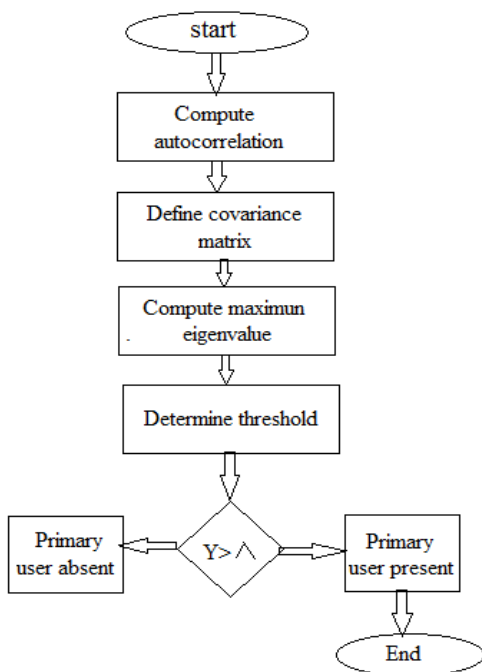 start
Compute
autocorrelation
Define covariance
matrix
Compute maximun
eigenvalue
Determine threshold
Y> ⋀
Primary
user absent
Primary
user present
End